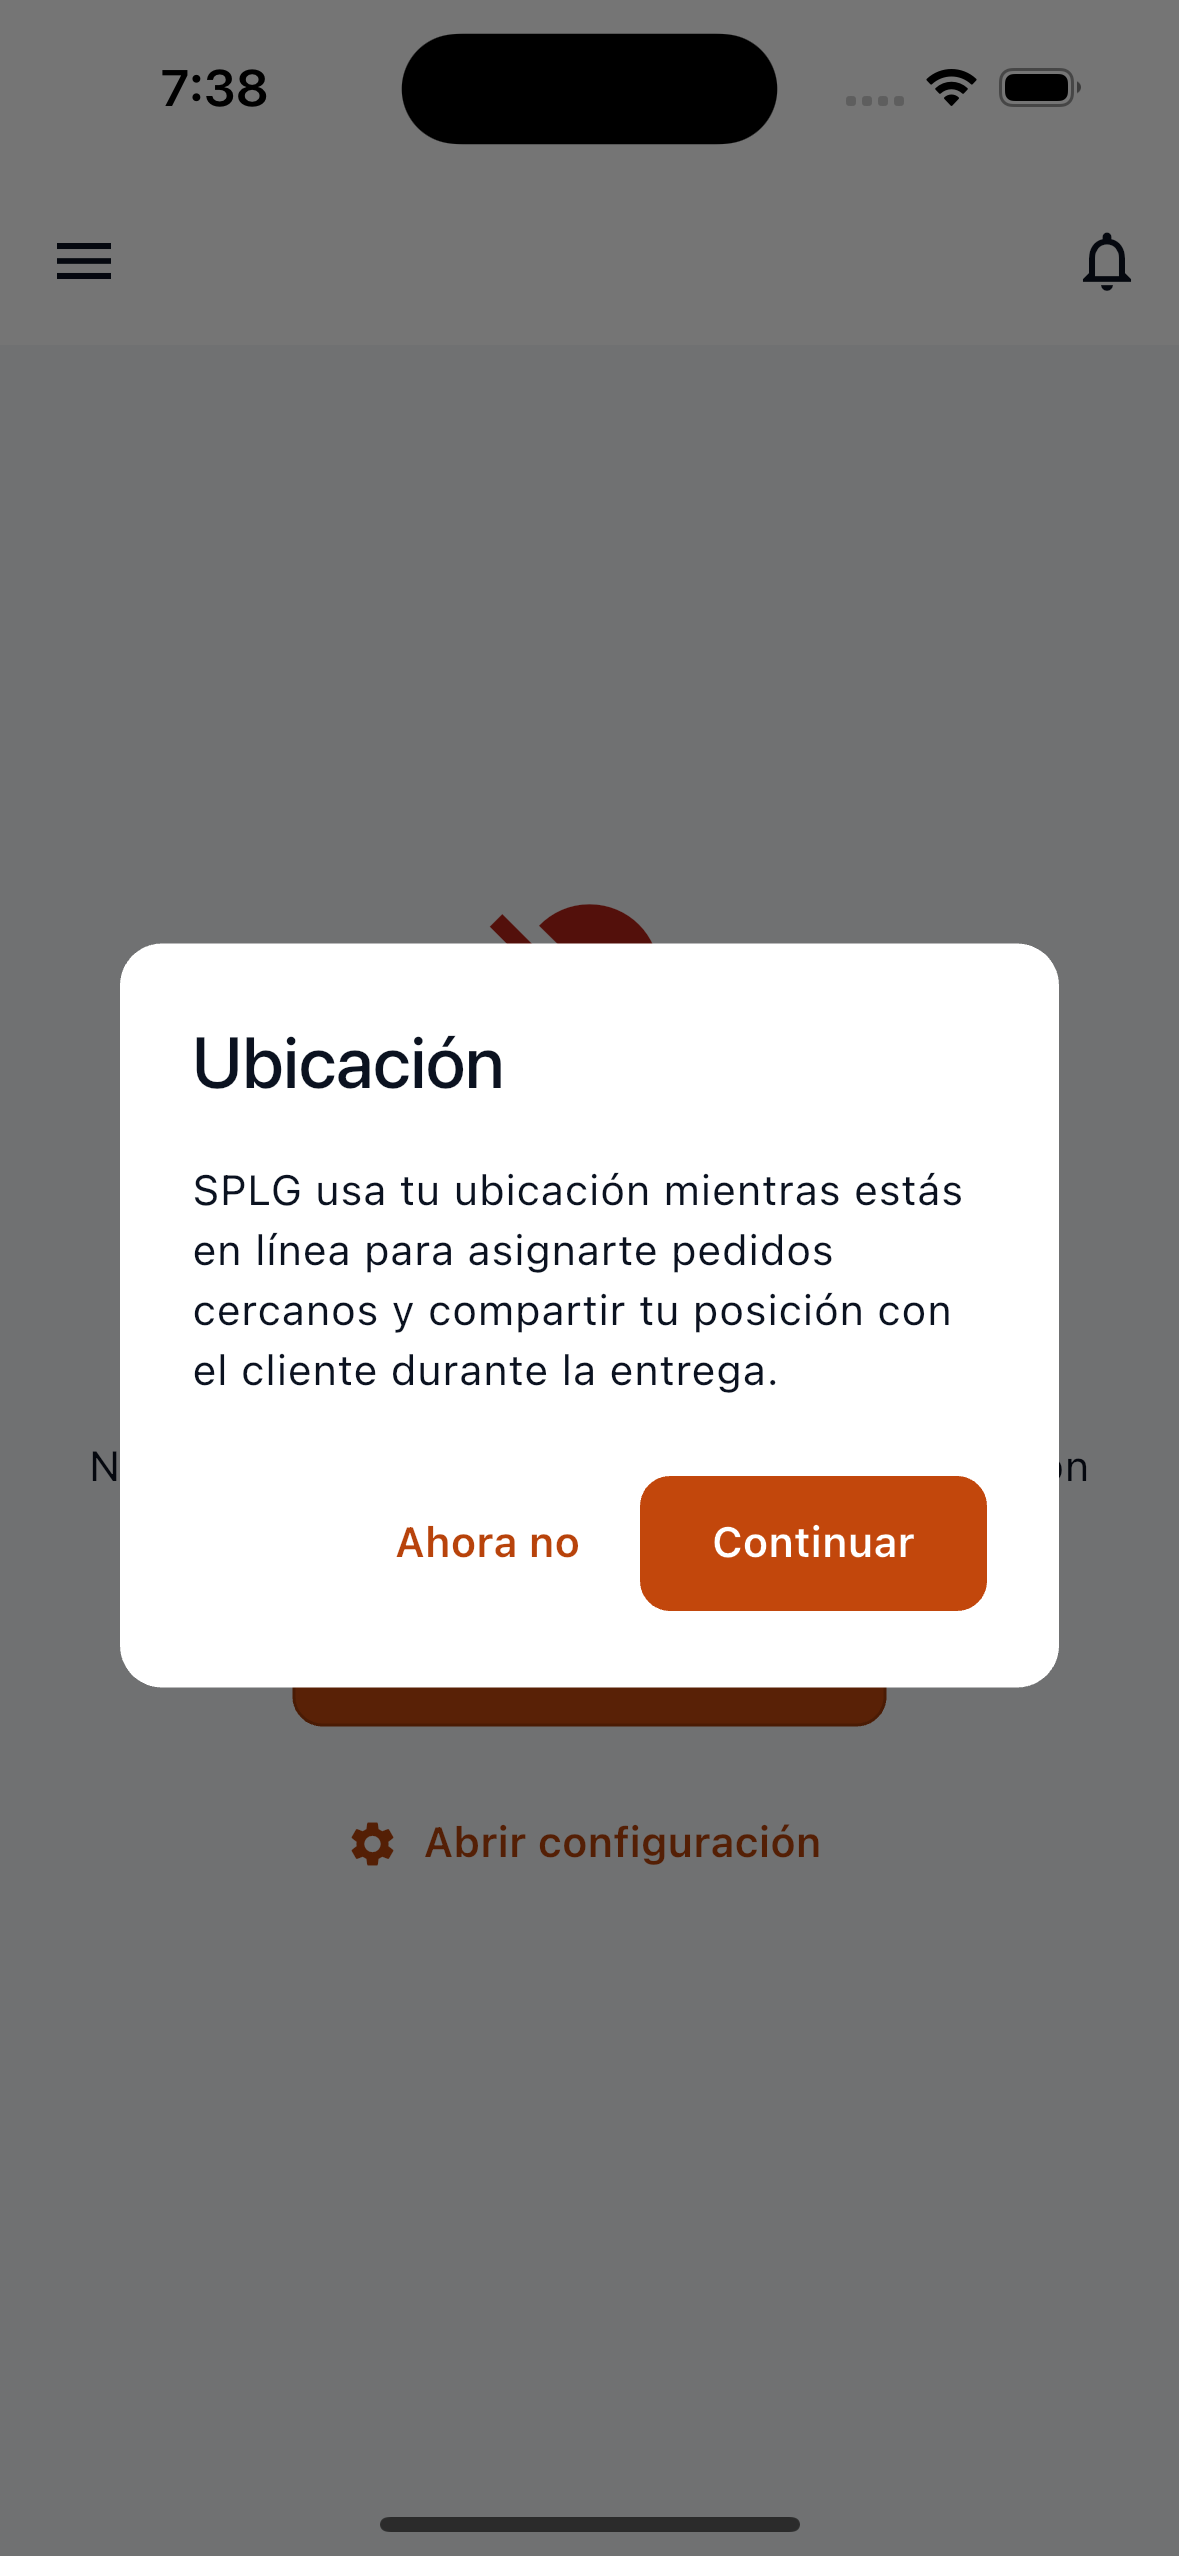 7:38
Ubicación
SPLG usa tu ubicación mientras estás
en línea para asignarte pedidos
cercanos y compartir tu posición con
el cliente durante la entrega.
Ahora no
Continuar
Abrir configuración